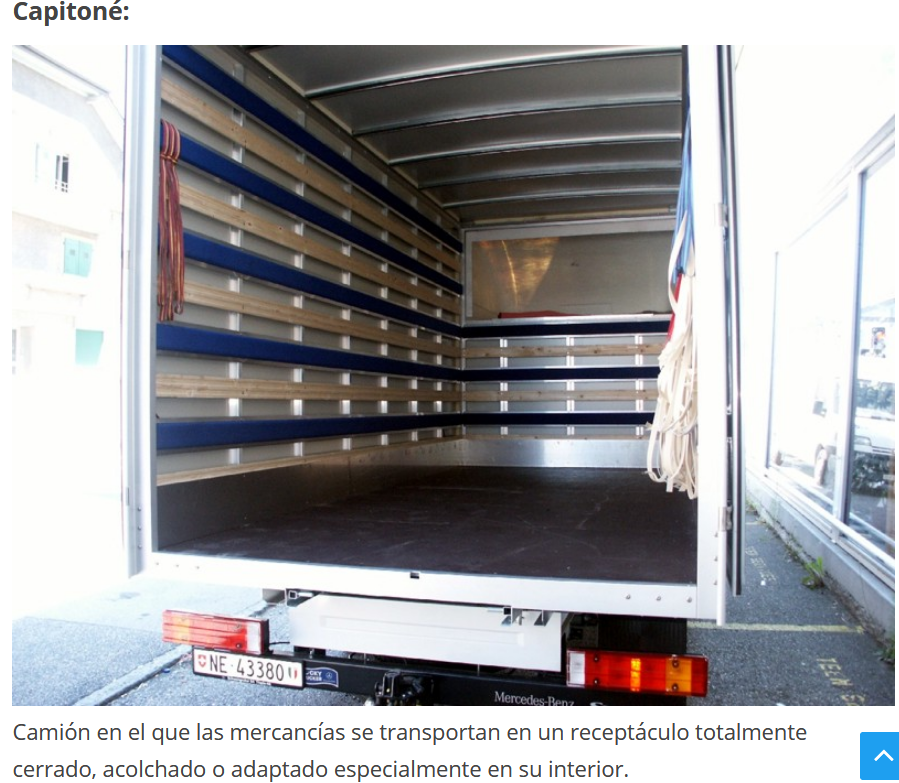 Capitoné:
NE·43380
Mercedes-Benz
Camión en el que las mercancías se transportan en un receptáculo totalmente
cerrado, acolchado o adaptado especialmente en su interior.